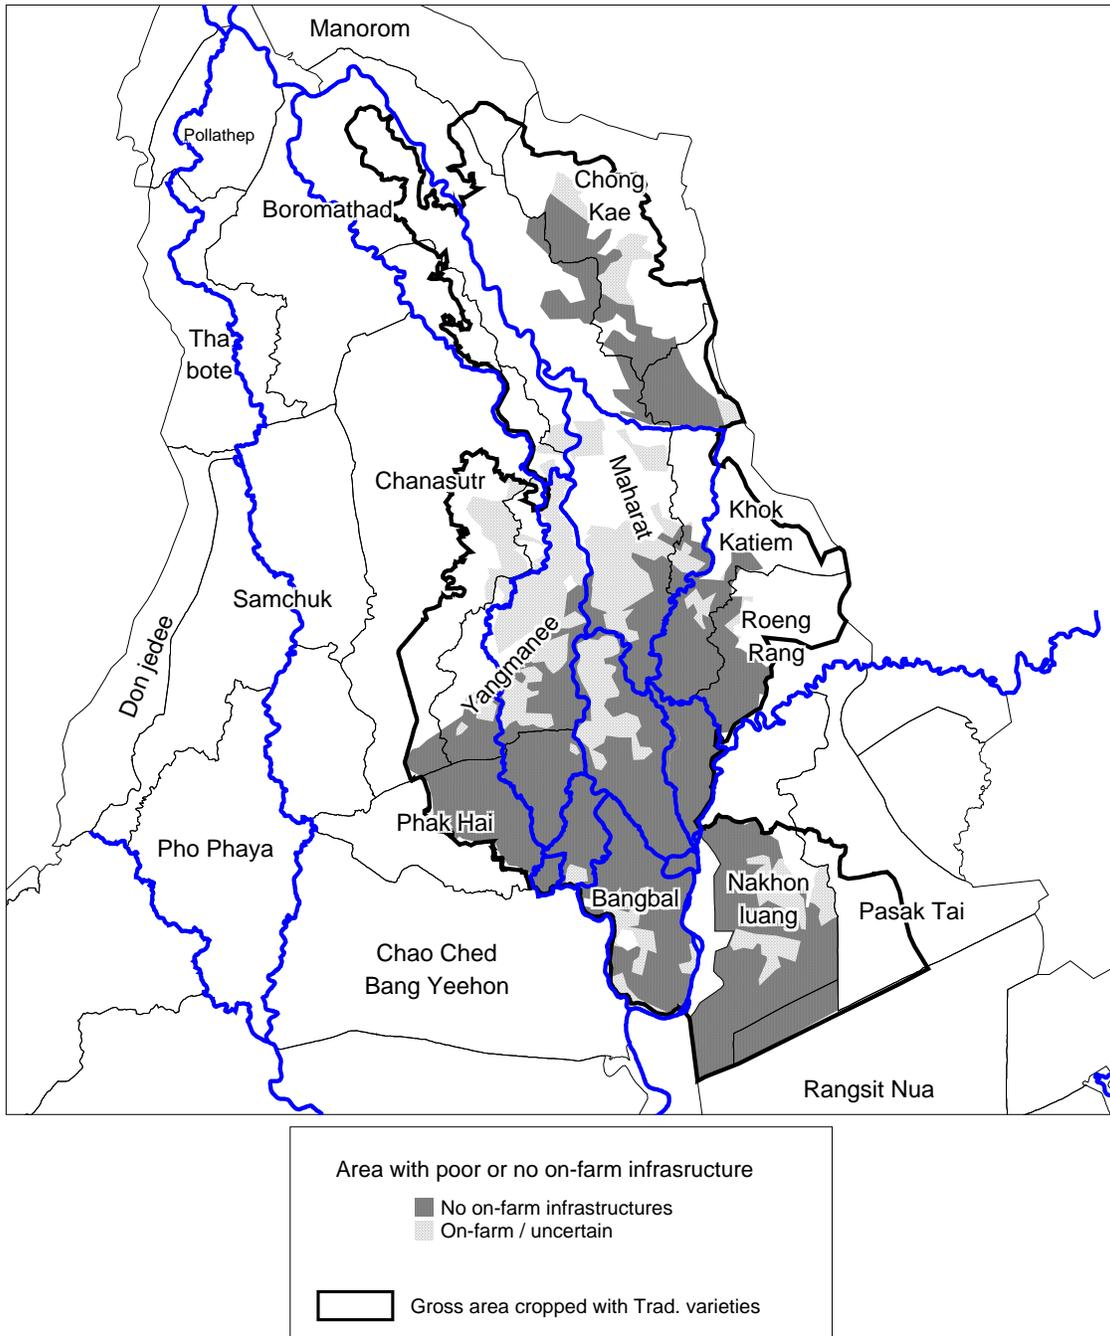 Manorom
Pollathep
Chong
Kae
Boromathad
Tha
bote
Chanasutr
Maharat
Khok
Katiem
Samchuk
Roeng
Rang
Don jedee
Yangmanee
Phak Hai
Pho Phaya
Nakhon
luang
Bangbal
Pasak Tai
Chao Ched
Bang Yeehon
Rangsit Nua
Area with poor or no on-farm infrasructure
No on-farm infrastructures
On-farm / uncertain
Gross area cropped with Trad. varieties